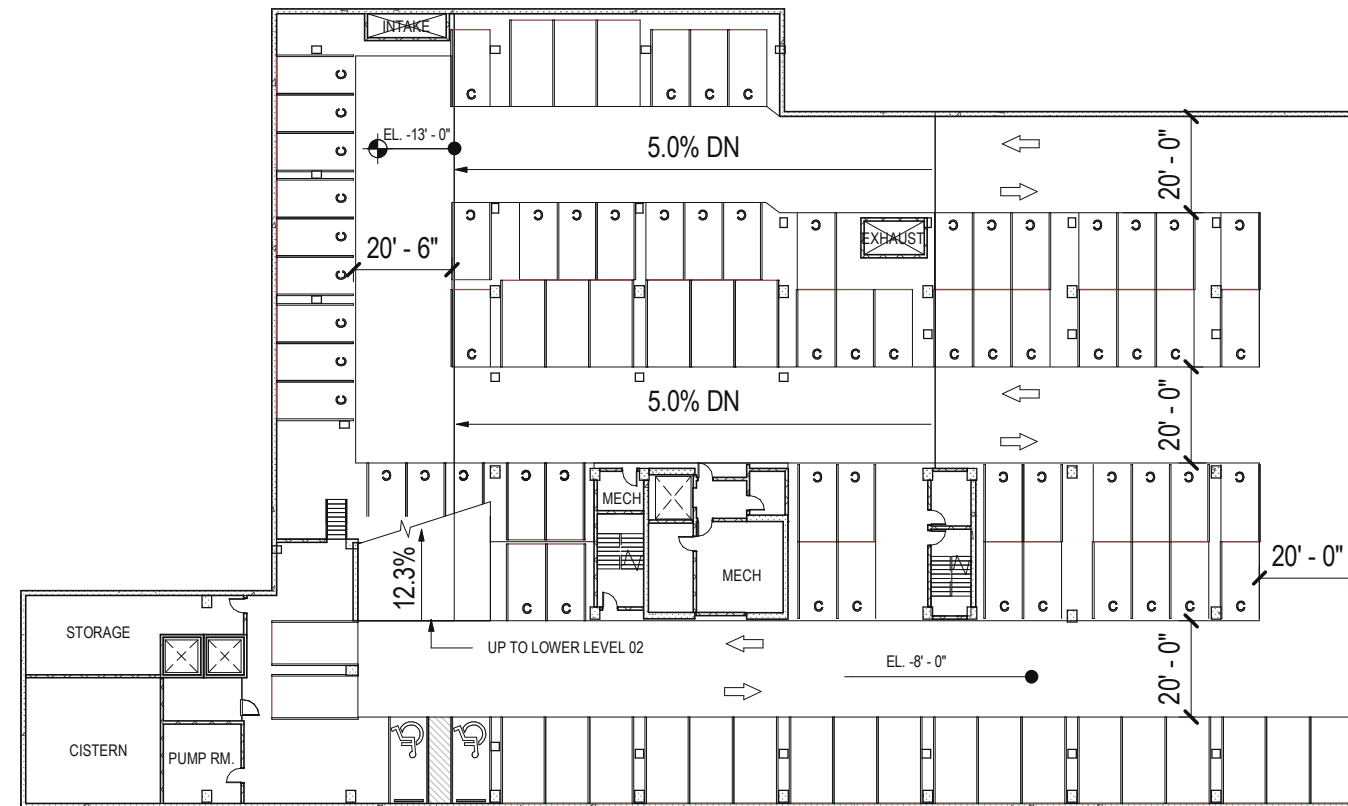 INTAKE
C
C C C
C
C
C
C
C
C
C
C
C
EL. -13' - 0"
5.0% DN
20' - 0"
C C C C C C C C C C C C C C C C
EXHAUST
20' - 6"
C C C C C C C C C C C
5.0% DN
20' - 0"
C C C C C C C C C C C C C
MECH
MECH
12.3%
20' - 0"
C C C C C C C C C C
STORAGE
UP TO LOWER LEVEL 02
EL. -8' - 0"
20' - 0"
CISTERN
PUMP RM.